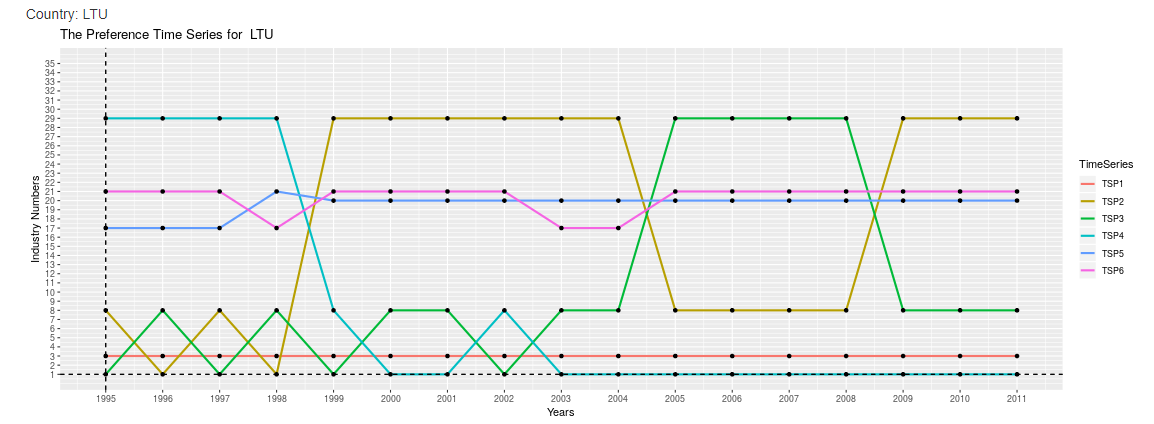 Country: LTU
The Preference Time Series for LTU
35
34
33
32
31
30
29
28
27
26
25
24
23
22
21
20
19
18
17
16
15
14
13
12
11
10
9
8
7
6
5
4
3
2
1
Industry Numbers
1995 1996 1997 1998 1999 2000 2001 2002 2003 2004 2005 2006 2007 2008 2009 2010 2011
Years
TimeSeries
TSP1
TSP2
TSP3
TSP4
TSP5
TSP6